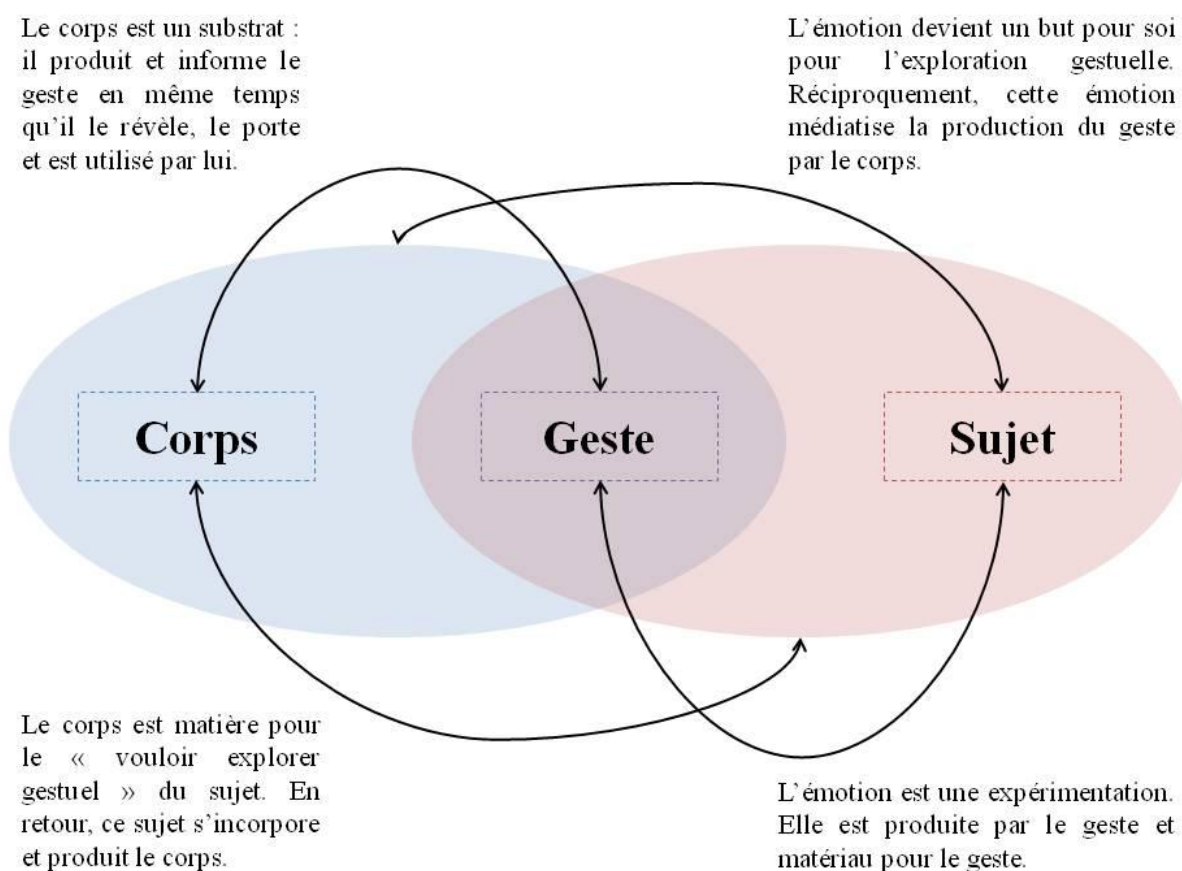 Le corps est un substrat :
il produit et informe le
geste en même temps
qu'il le révèle, le porte
et est utilisé par lui.
L'émotion devient un but pour soi
pour l'exploration gestuelle.
Réciproquement, cette émotion
médiatise la production du geste
par le corps.
Corps
Geste
Sujet
Le corps est matière pour
le « vouloir explorer
gestuel » du sujet. En
retour, ce sujet s'incorpore
et produit le corps.
L'émotion est une expérimentation.
Elle est produite par le geste et
matériau pour le geste.